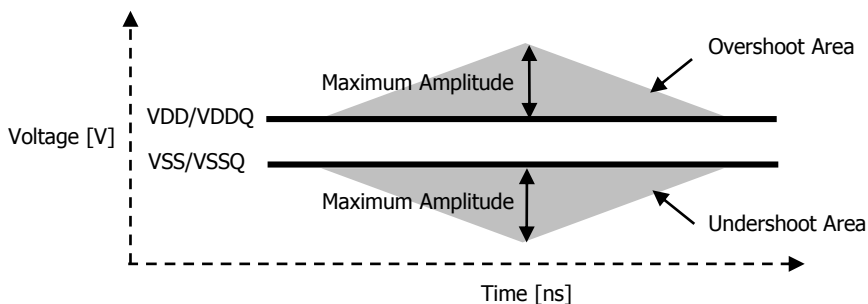 Overshoot Area
Maximum Amplitude
VDD/VDDQ
Voltage [V]
VSS/VSSQ
Maximum Amplitude
Undershoot Area
Time [ns]